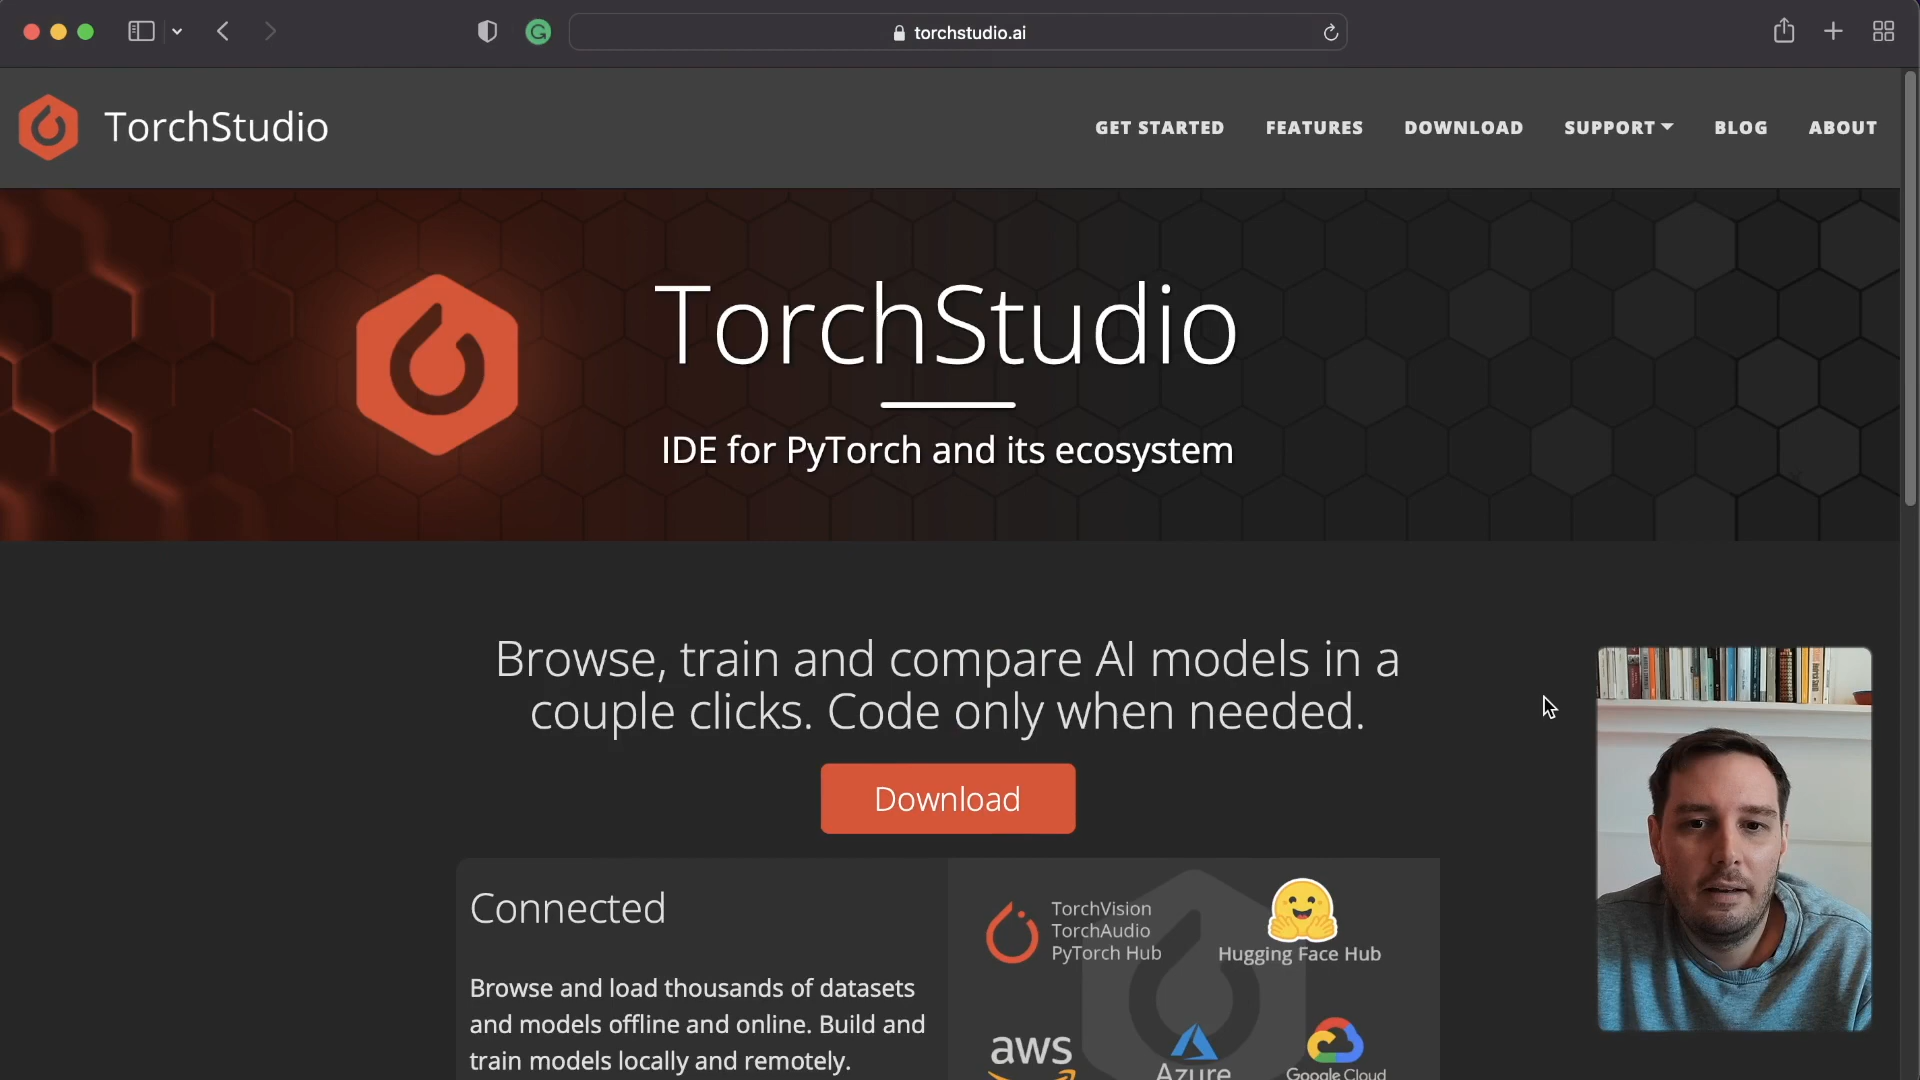 torchstudio.ai
TorchStudio
GET STARTED FEATURES DOWNLOAD SUPPORT BLOG ABOUT
TorchStudio
IDE for PyTorch and its ecosystem
Browse, train and compare AI models in a
couple clicks. Code only when needed.
Download
Connected
Browse and load thousands of datasets
and models offline and online. Build and
train models locally and remotely.
TorchVision
TorchAudio
PyTorch Hub
Hugging Face Hub
aws
Azure
Google Cloud